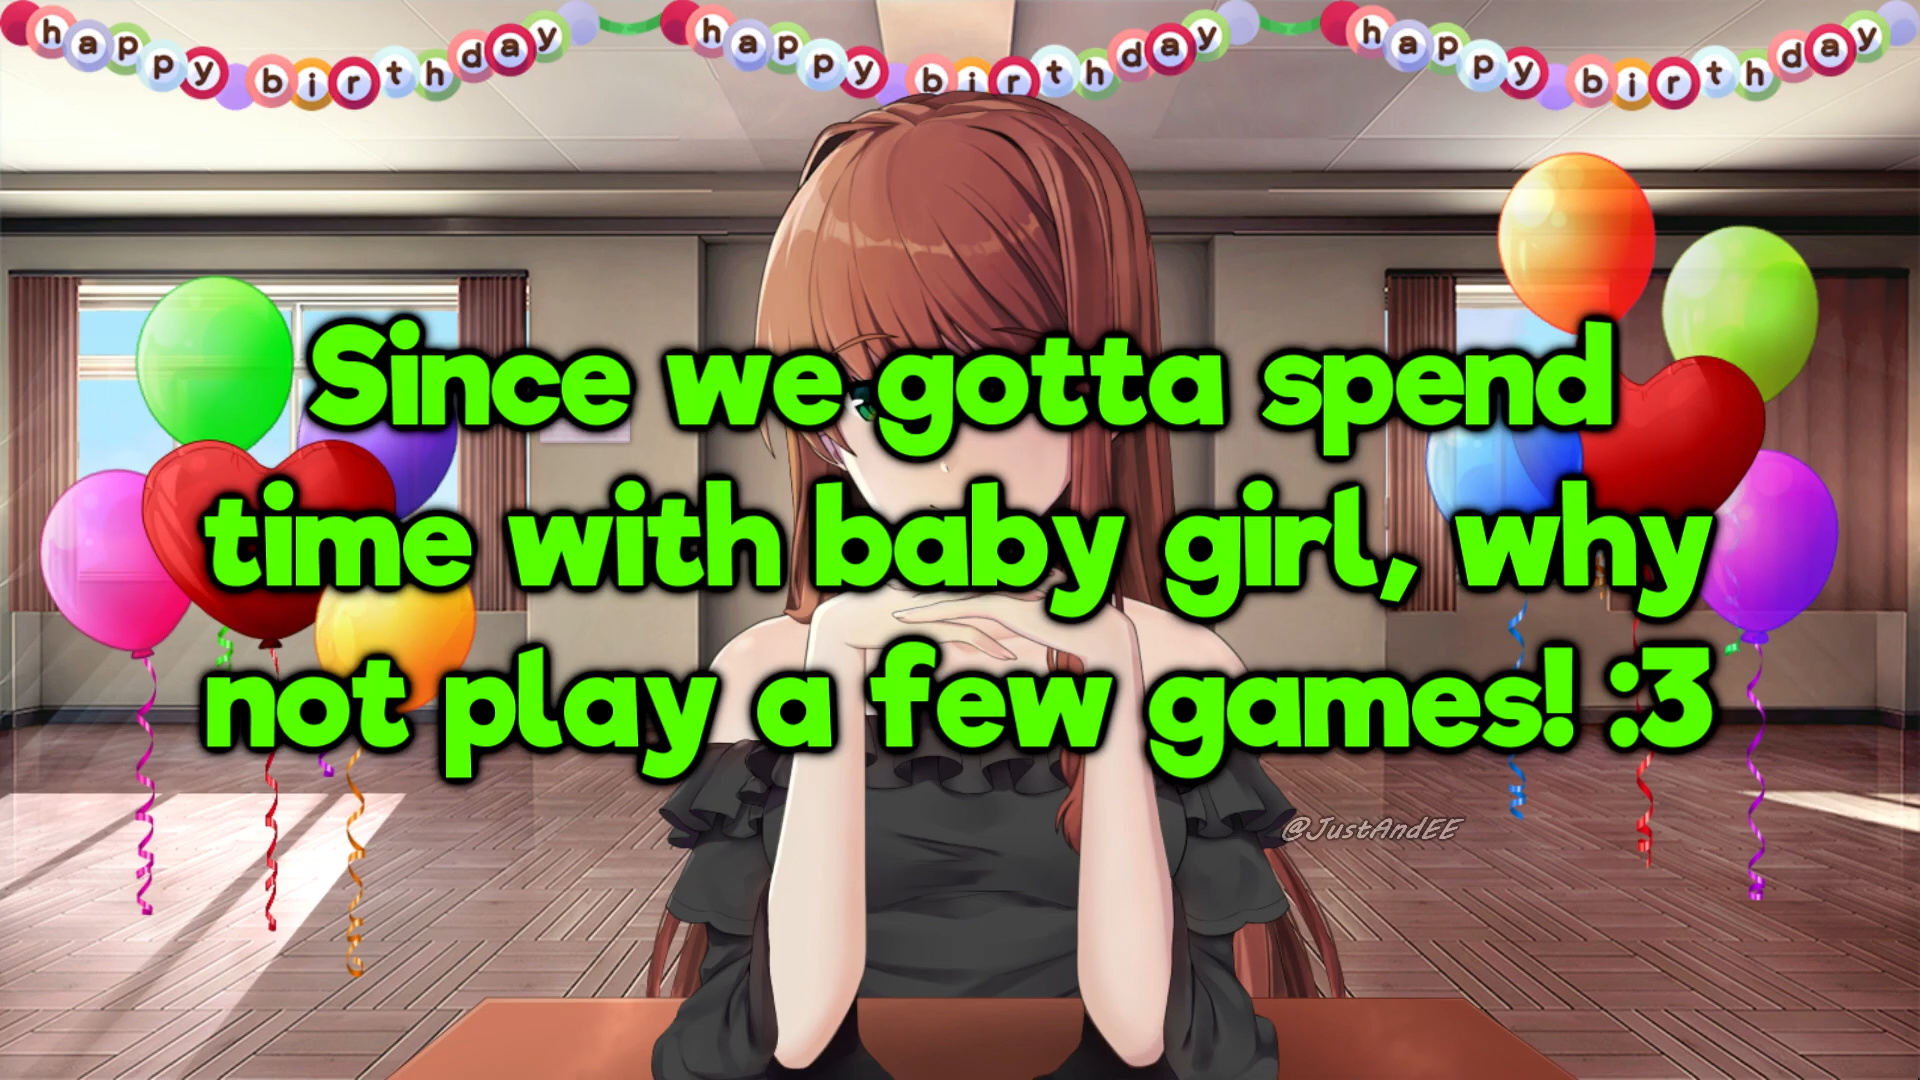 happy birthday happy birthday happy birthday
Since we gotta spend
time with baby girl, why
not play a few games! :3
@JustAndEE